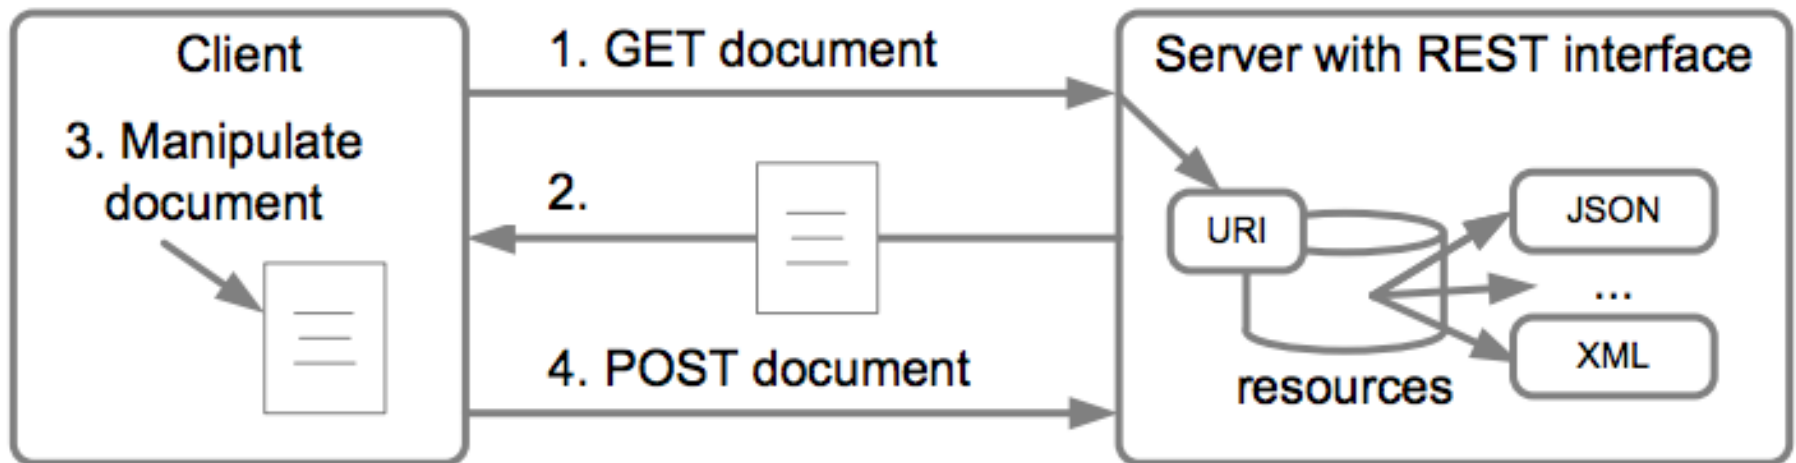 Client
3. Manipulate
document
1. GET document
2.
4. POST document
Server with REST interface
URI
JSON
...
XML
resources